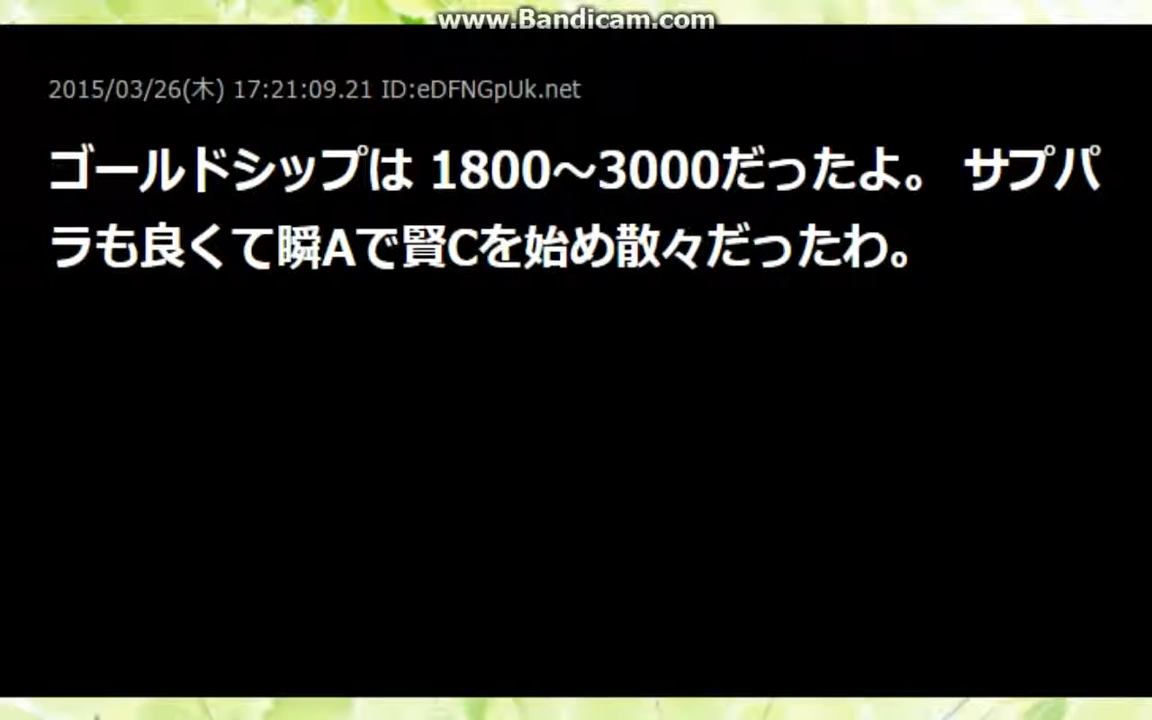 www.Bandicam.com
2015/03/26(木) 17:21:09.21 ID:eDFNGpUk.net
ゴールドシップは 1800～3000だったよ。 サプパ
ラも良くて瞬Aで賢Cを始め散々だったわ。